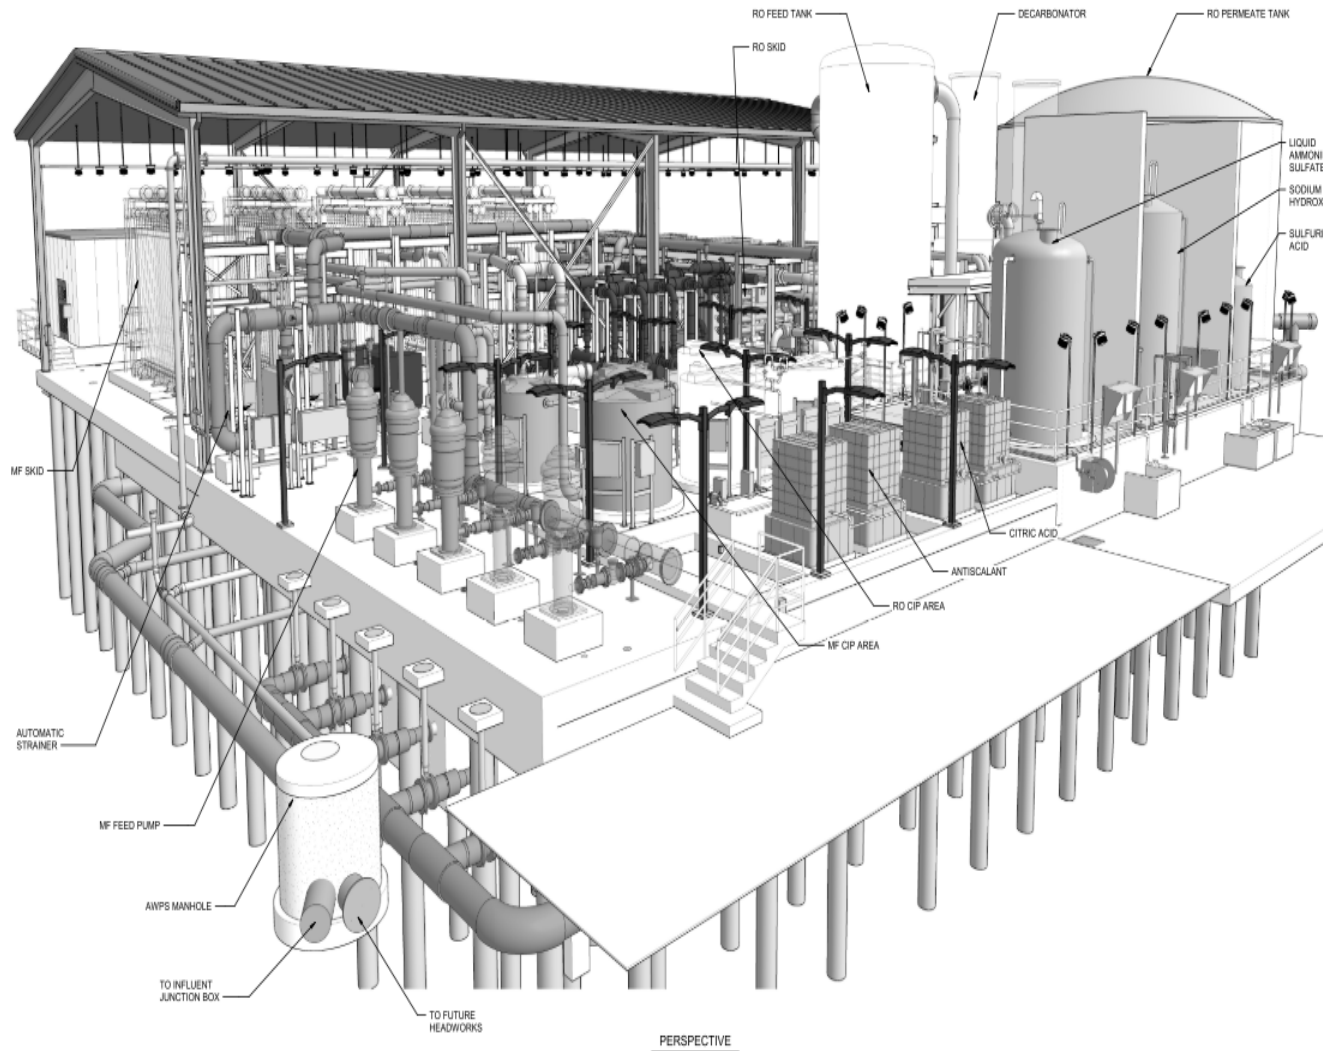 RO FEED TANK
DECARBONATOR
RO PERMEATE TANK
RO SKID
LIQUID
AMMONI
SULFATE
SODIUM
HYDROX
SULFURI
ACID
MF SKID
CITRIC ACID
ANTISCALANT
RO CIP AREA
MF CIP AREA
AUTOMATIC
STRAINER
MF FEED PUMP
AWPS MANHOLE
TO INFLUENT
JUNCTION BOX
TO FUTURE
HEADWORKS
PERSPECTIVE